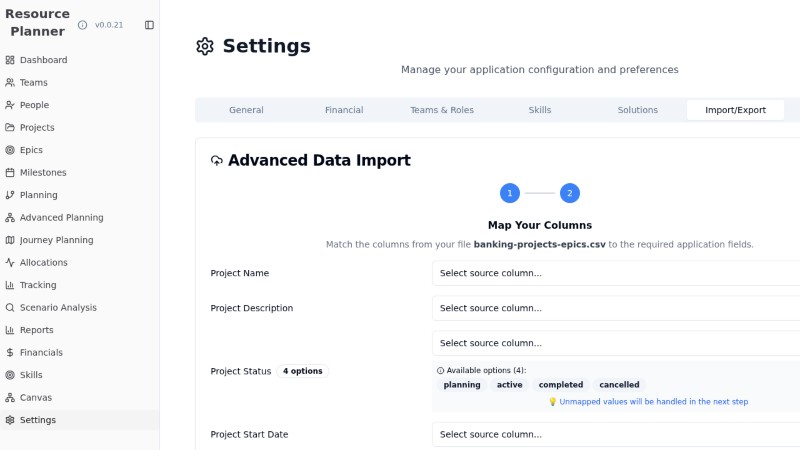 Resource
Planner
v0.0.21
Dashboard
Teams
People
Projects
Epics
Milestones
Planning
Advanced Planning
Journey Planning
Allocations
Tracking
Scenario Analysis
Reports
Financials
Skills
Canvas
Settings
Settings
Manage your application configuration and preferences
General Financial Teams & Roles Skills Solutions Import/Export
Advanced Data Import
1 2
Map Your Columns
Match the columns from your file banking-projects-epics.csv to the required application fields.
Project Name Select source column...
Project Description Select source column...
Select source column...
Project Status 4 options
Available options (4):
planning active completed cancelled
💡 Unmapped values will be handled in the next step
Project Start Date Select source column...